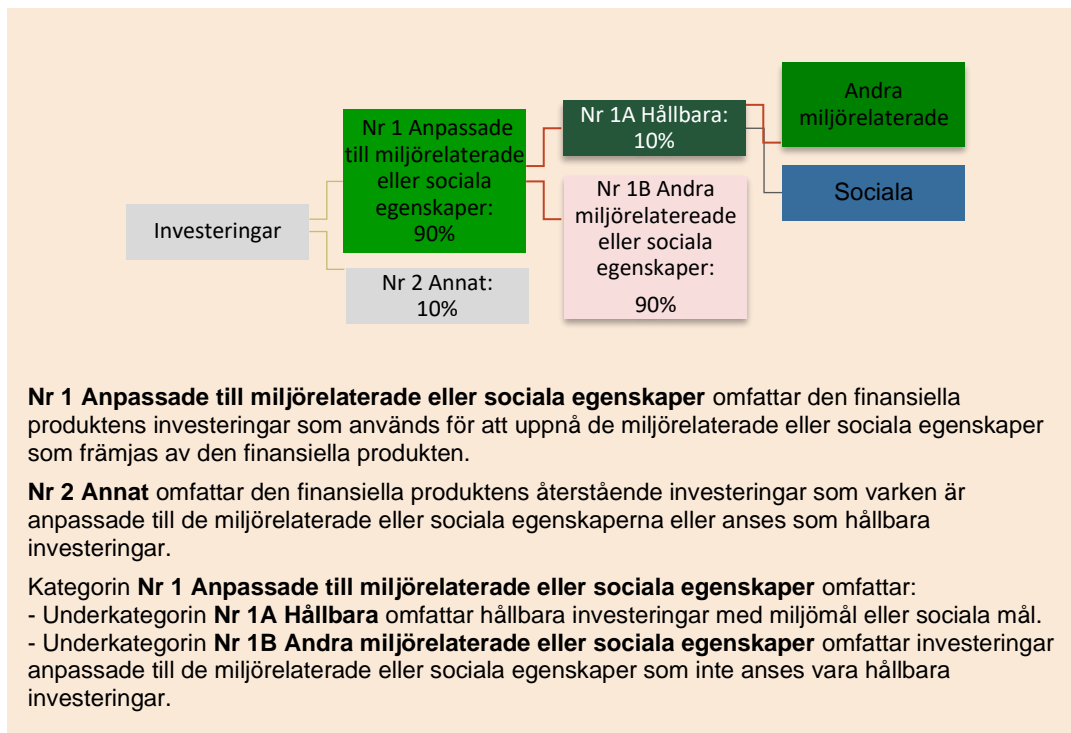 Investeringar
Nr 1 Anpassade
till miljörelaterade
eller sociala
egenskaper:
90%
Nr 2 Annat:
10%
Nr 1A Hållbara:
10%
Nr 1B Andra
miljörelatereade
eller sociala
egenskaper:
90%
Andra
miljörelaterade
Sociala
Nr 1 Anpassade till miljörelaterade eller sociala egenskaper omfattar den finansiella
produktens investeringar som används för att uppnå de miljörelaterade eller sociala egenskaper
som främjas av den finansiella produkten.
Nr 2 Annat omfattar den finansiella produktens återstående investeringar som varken är
anpassade till de miljörelaterade eller sociala egenskaperna eller anses som hållbara
investeringar.
Kategorin Nr 1 Anpassade till miljörelaterade eller sociala egenskaper omfattar:
- Underkategorin Nr 1A Hållbara omfattar hållbara investeringar med miljömål eller sociala mål.
- Underkategorin Nr 1B Andra miljörelaterade eller sociala egenskaper omfattar investeringar
anpassade till de miljörelaterade eller sociala egenskaper som inte anses vara hållbara
investeringar.